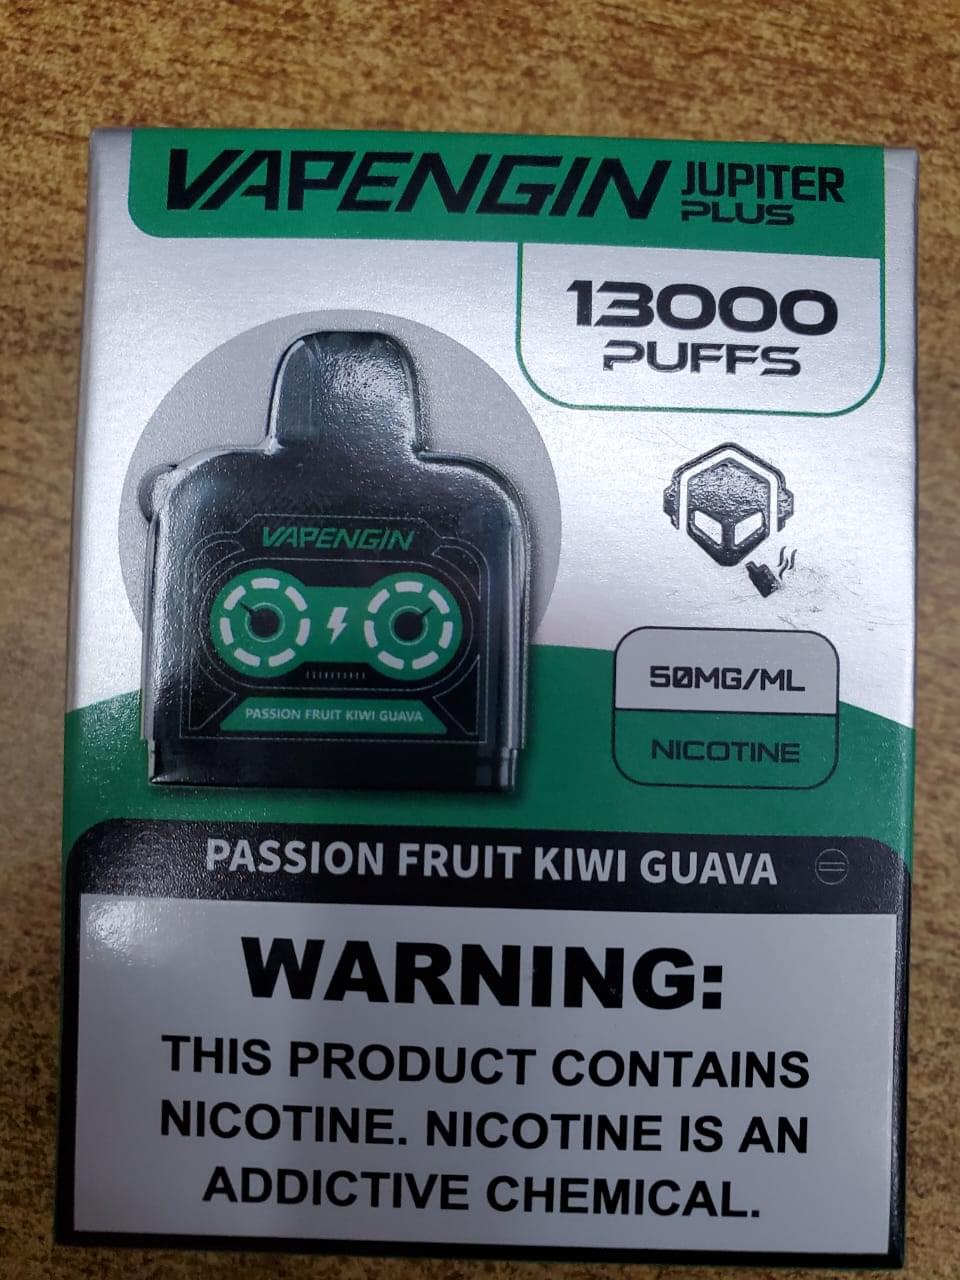 VAPENGIN JUPITER PLUS
13000
PUFFS
VAPENGIN
PASSION FRUIT KIWI GUAVA
50MG/ML
NICOTINE
PASSION FRUIT KIWI GUAVA
WARNING:
THIS PRODUCT CONTAINS
NICOTINE. NICOTINE IS AN
ADDICTIVE CHEMICAL.